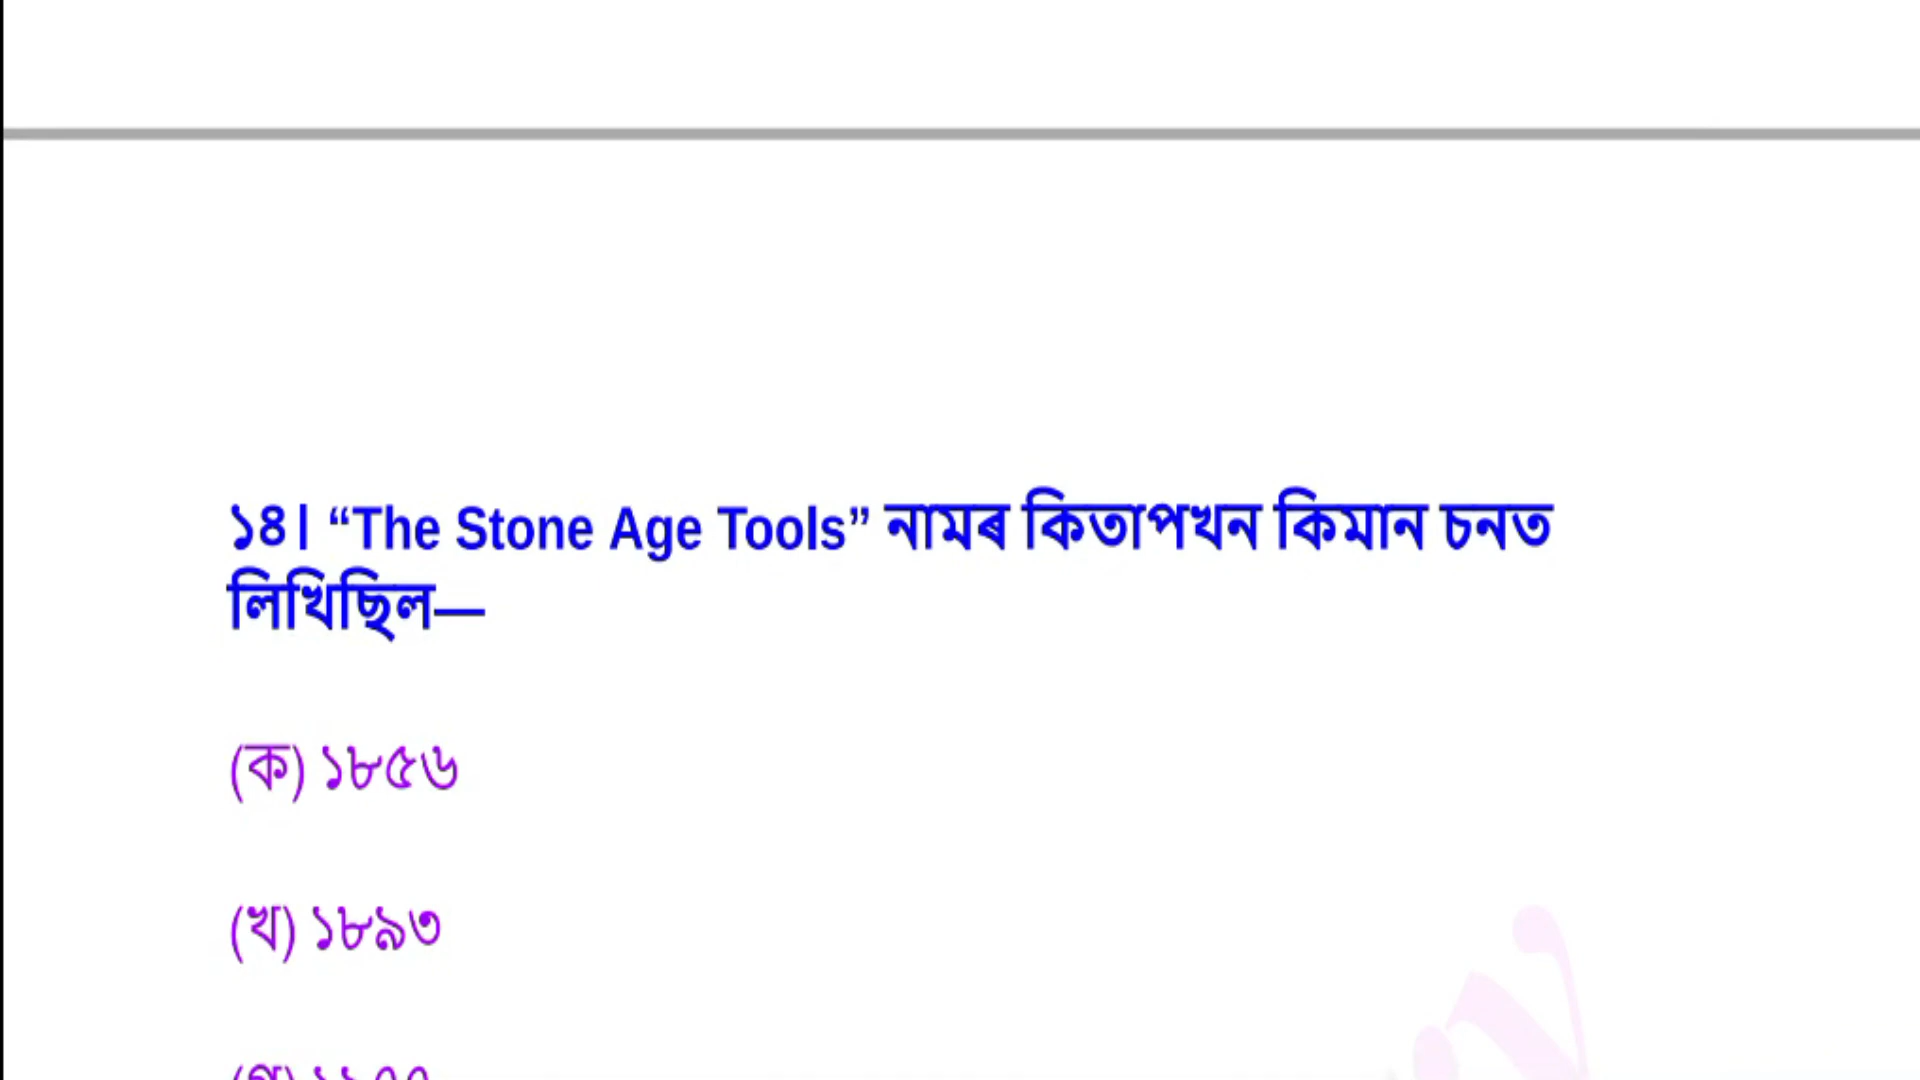 ১৪। “The Stone Age Tools” নামৰ কিতাপখন কিমান চনত
লিখিছিল—
(ক) ১৮৫৬
(খ) ১৮৯৩